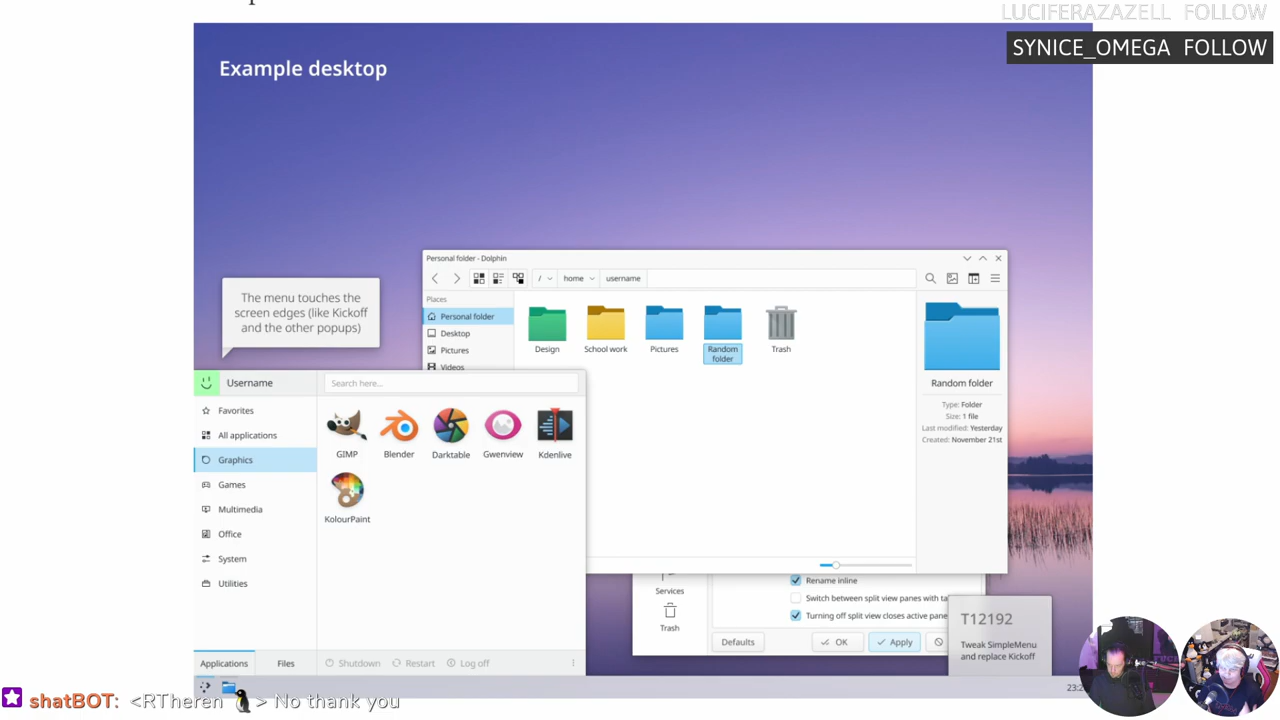 LUCIFERAZAZELL FOLLOW
SYNICE_OMEGA FOLLOW
Example desktop
The menu touches the
screen edges (like Kickoff
and the other popups)
Personal folder - Dolphin
/ home username
Places
Personal folder
Desktop
Pictures
Videos
Design
School work
Pictures
Random
folder
Trash
Random folder
Type: Folder
Size: 1 file
Last modified: Yesterday
Created: November 21st
Username
Search here...
Favorites
All applications
Graphics
Games
Multimedia
Office
System
Utilities
GIMP
Blender
Darktable
Gwenview
Kdenlive
KolourPaint
Applications
Files
Shutdown
Restart
Log off
Services
Trash
Rename inline
Switch between split view panes with
Turning off split view closes active
Defaults
OK
Apply
T12192
Tweak SimpleMenu
and replace Kickoff
shatBOT: <RTheren > No thank you